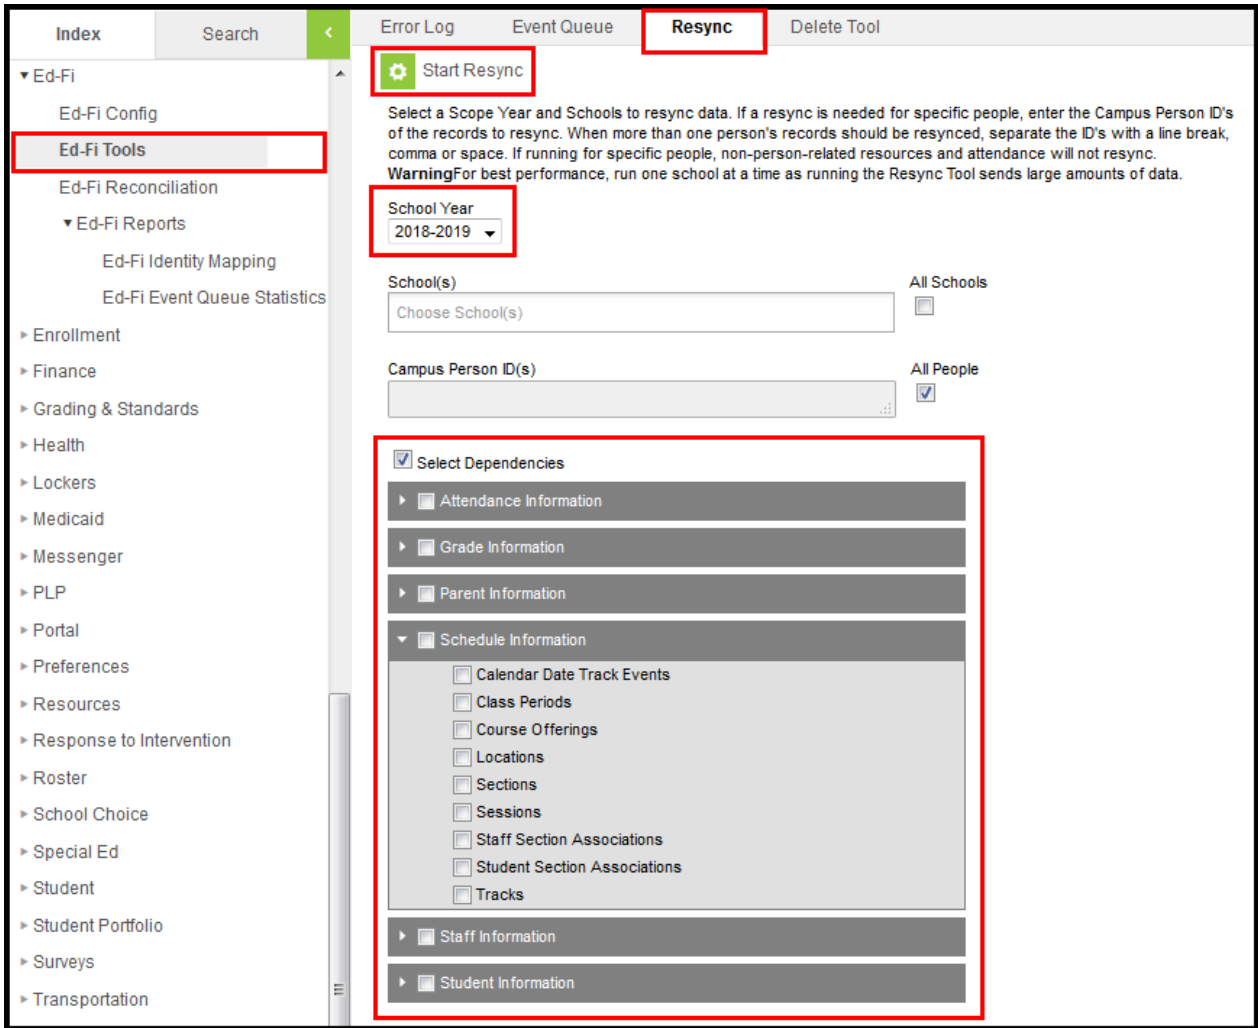 Index
Search
Ed-Fi
Ed-Fi Config
Ed-Fi Tools
Ed-Fi Reconciliation
Ed-Fi Reports
Ed-Fi Identity Mapping
Ed-Fi Event Queue Statistics
Enrollment
Finance
Grading & Standards
Health
Lockers
Medicaid
Messenger
PLP
Portal
Preferences
Resources
Response to Intervention
Roster
School Choice
Special Ed
Student
Student Portfolio
Surveys
Transportation
Error Log
Event Queue
Resync
Delete Tool
Start Resync
Select a Scope Year and Schools to resync data. If a resync is needed for specific people, enter the Campus Person ID's
of the records to resync. When more than one person's records should be resynced, separate the ID's with a line break,
comma or space. If running for specific people, non-person-related resources and attendance will not resync.
WarningFor best performance, run one school at a time as running the Resync Tool sends large amounts of data.
School Year
2018-2019
School(s)
All Schools
Choose School(s)
Campus Person ID(s)
All People
Select Dependencies
Attendance Information
Grade Information
Parent Information
Schedule Information
Calendar Date Track Events
Class Periods
Course Offerings
Locations
Sections
Sessions
Staff Section Associations
Student Section Associations
Tracks
Staff Information
Student Information